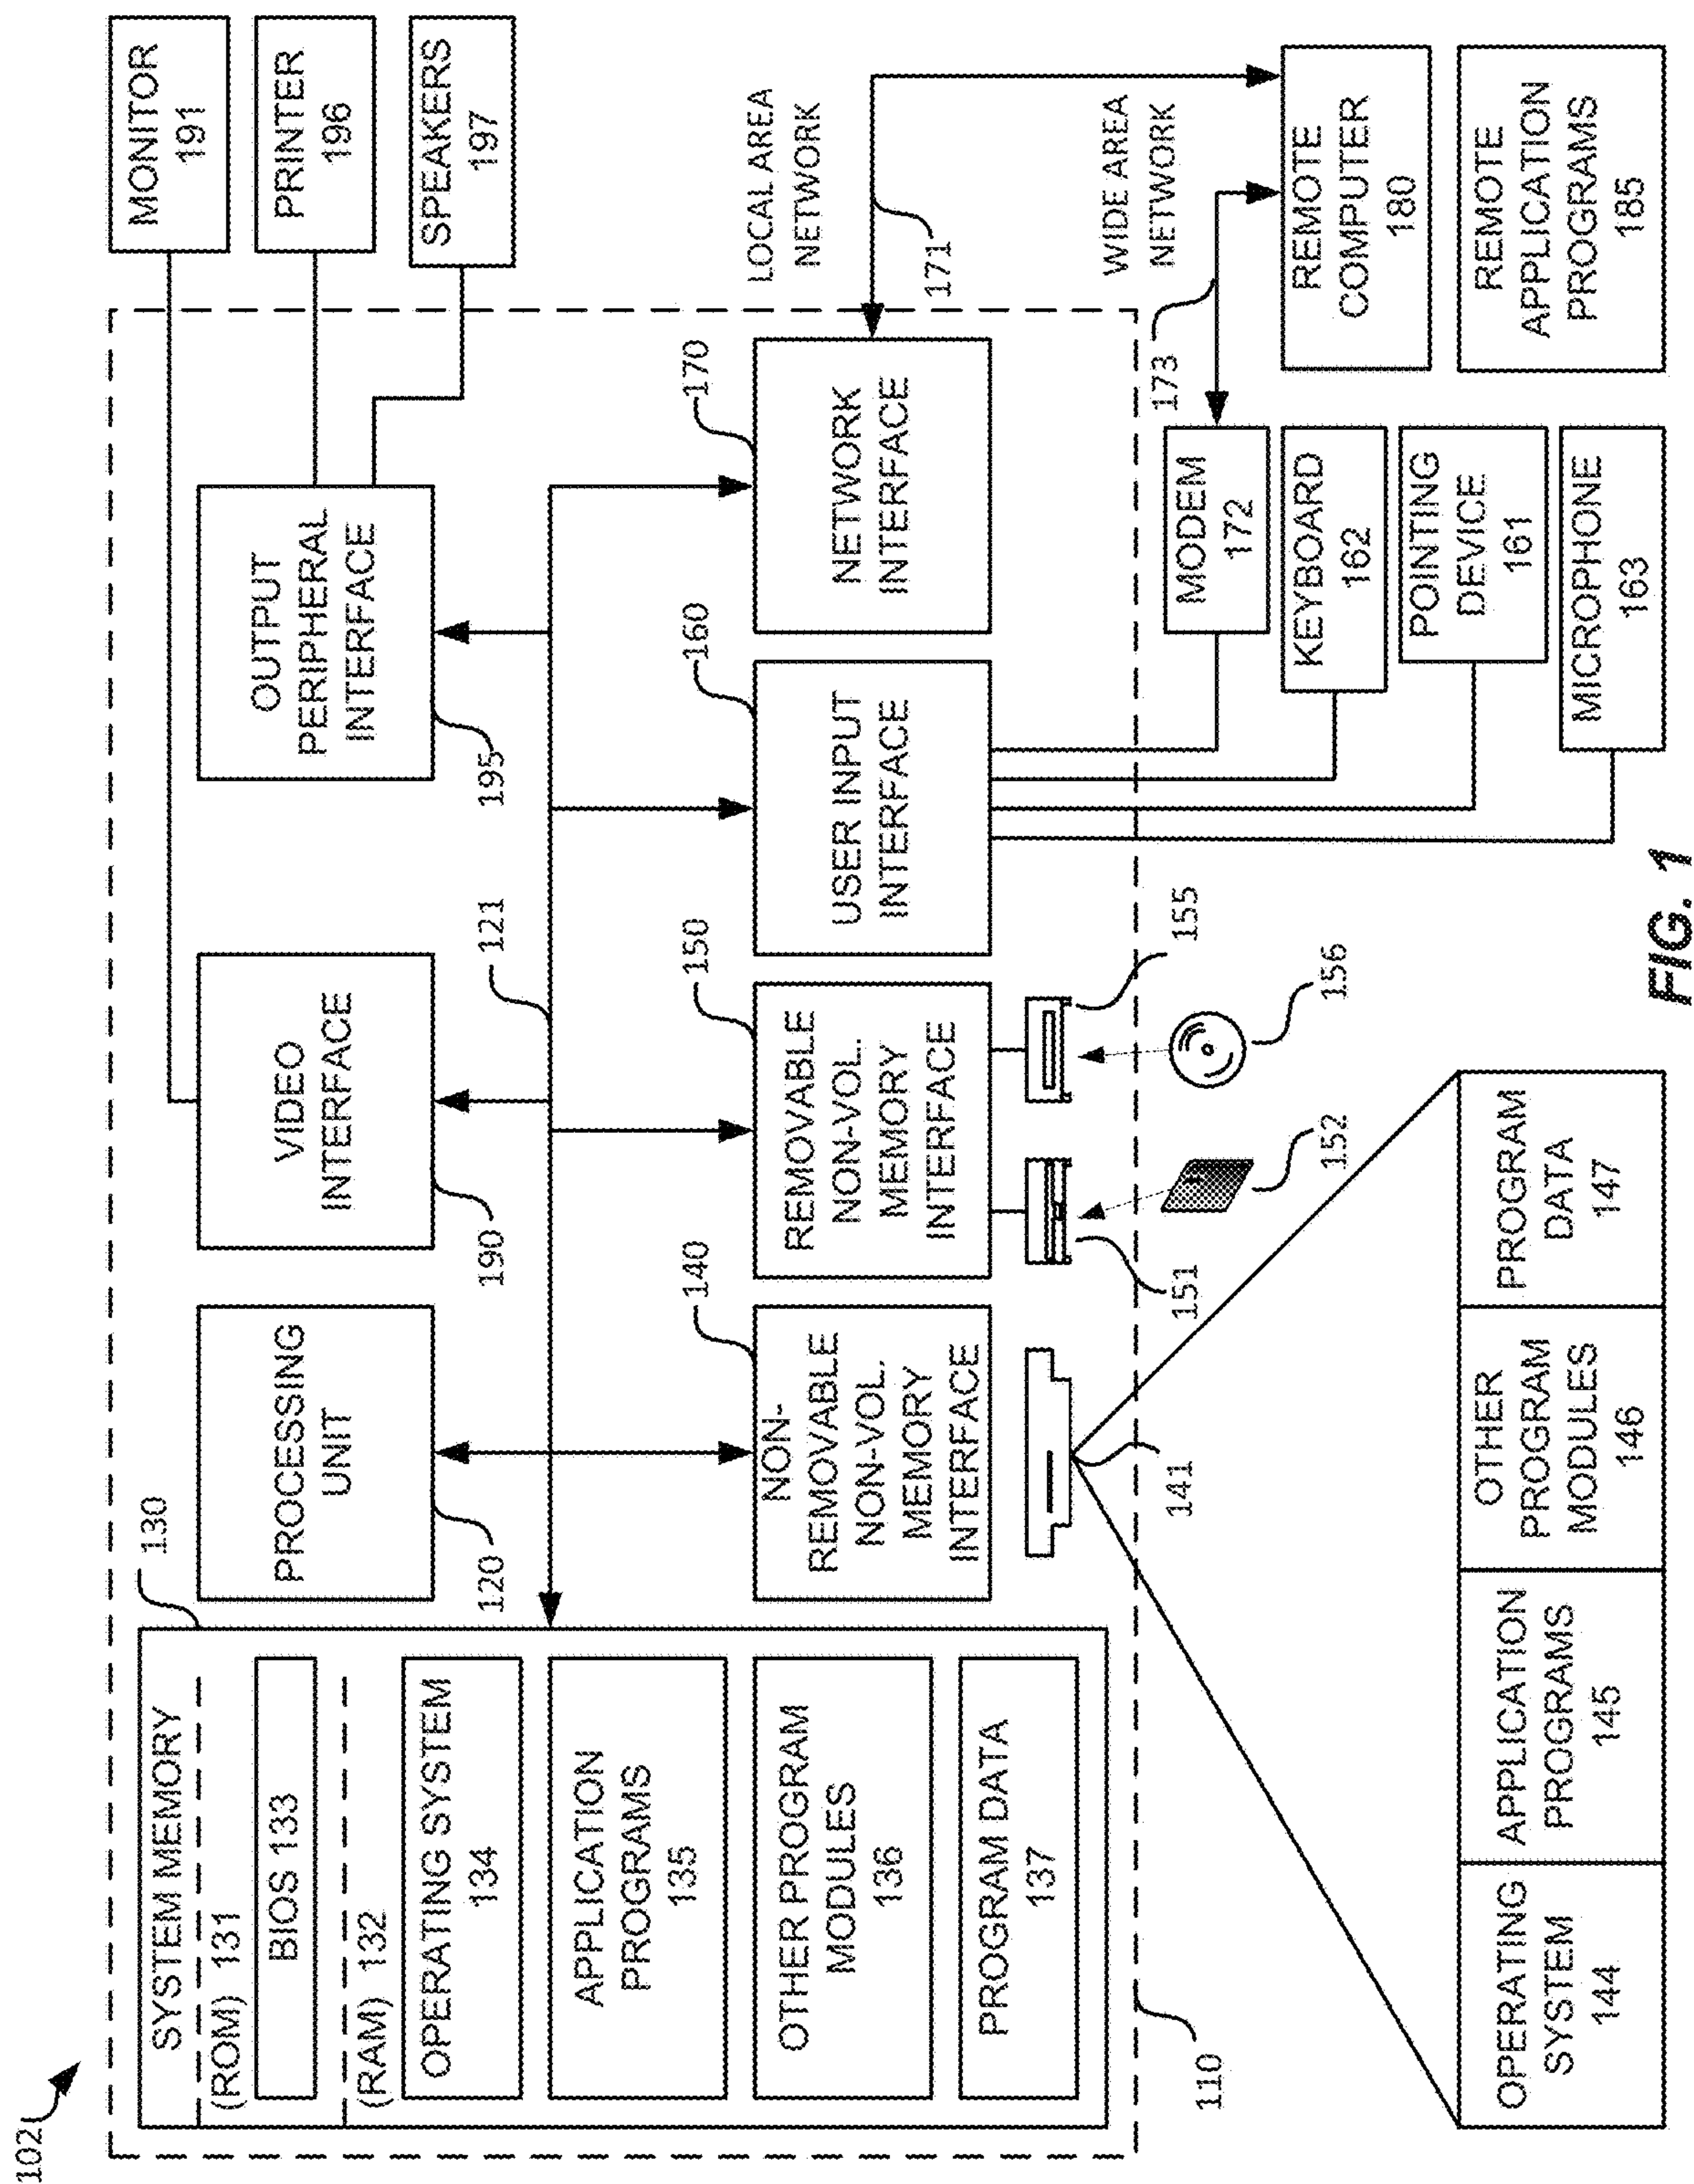 102
SYSTEM MEMORY
(ROM) 131
BIOS 133
(RAM) 132
OPERATING SYSTEM
134
APPLICATION
PROGRAMS
135
OTHER PROGRAM
MODULES
136
PROGRAM DATA
137
130
PROCESSING
UNIT
120
VIDEO
INTERFACE
190
121
OUTPUT
PERIPHERAL
INTERFACE
195
MONITOR
191
PRINTER
196
SPEAKERS
197
NON-
REMOVABLE
NON-VOL.
MEMORY
INTERFACE
140
REMOVABLE
NON-VOL.
MEMORY
INTERFACE
150
USER INPUT
INTERFACE
160
NETWORK
INTERFACE
170
LOCAL AREA
NETWORK
171
WIDE AREA
NETWORK
173
110
141
151
152
155
156
MODEM
172
KEYBOARD
162
POINTING
DEVICE
161
MICROPHONE
163
REMOTE
COMPUTER
180
REMOTE
APPLICATION
PROGRAMS
185
OPERATING
SYSTEM
144
APPLICATION
PROGRAMS
145
OTHER
PROGRAM
MODULES
146
PROGRAM
DATA
147
FIG. 1